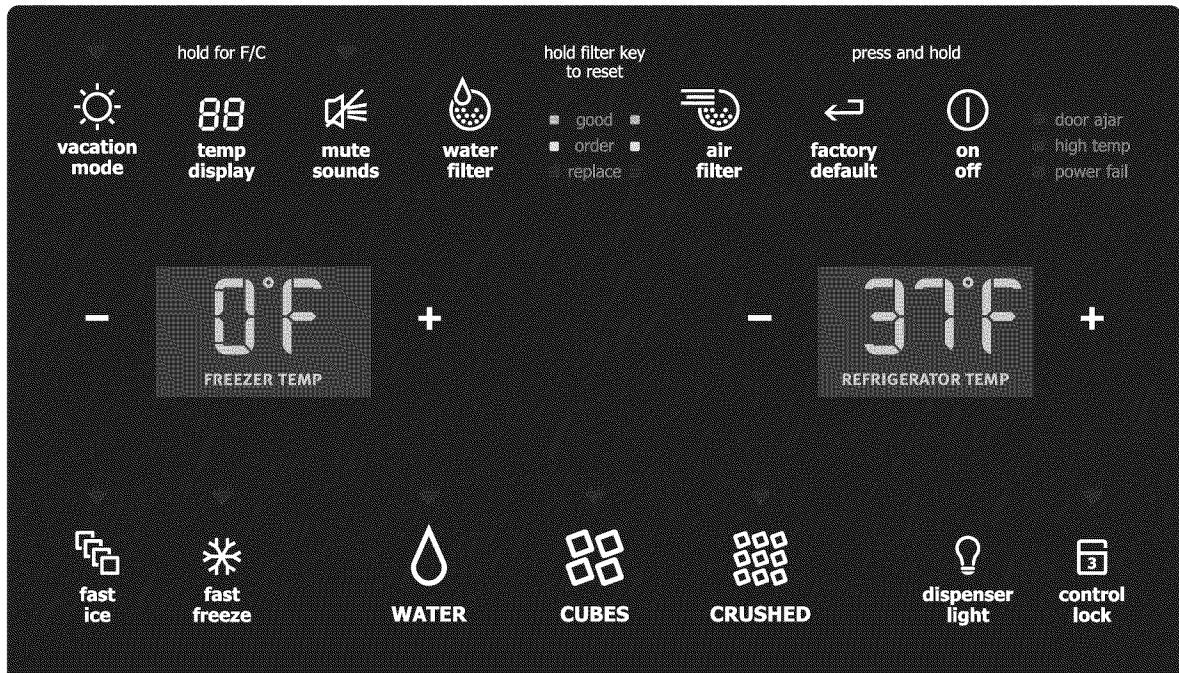 hold for F/C
hold filter key
to reset
press and hold
88
vacation
mode
temp
display
mute
sounds
water
filter
good
order
replace
air
filter
factory
default
on
off
door ajar
high temp
power fail
- 0°F +
FREEZER TEMP
- 37°F +
REFRIGERATOR TEMP
fast
ice
fast
freeze
WATER
CUBES
CRUSHED
dispenser
light
3
control
lock